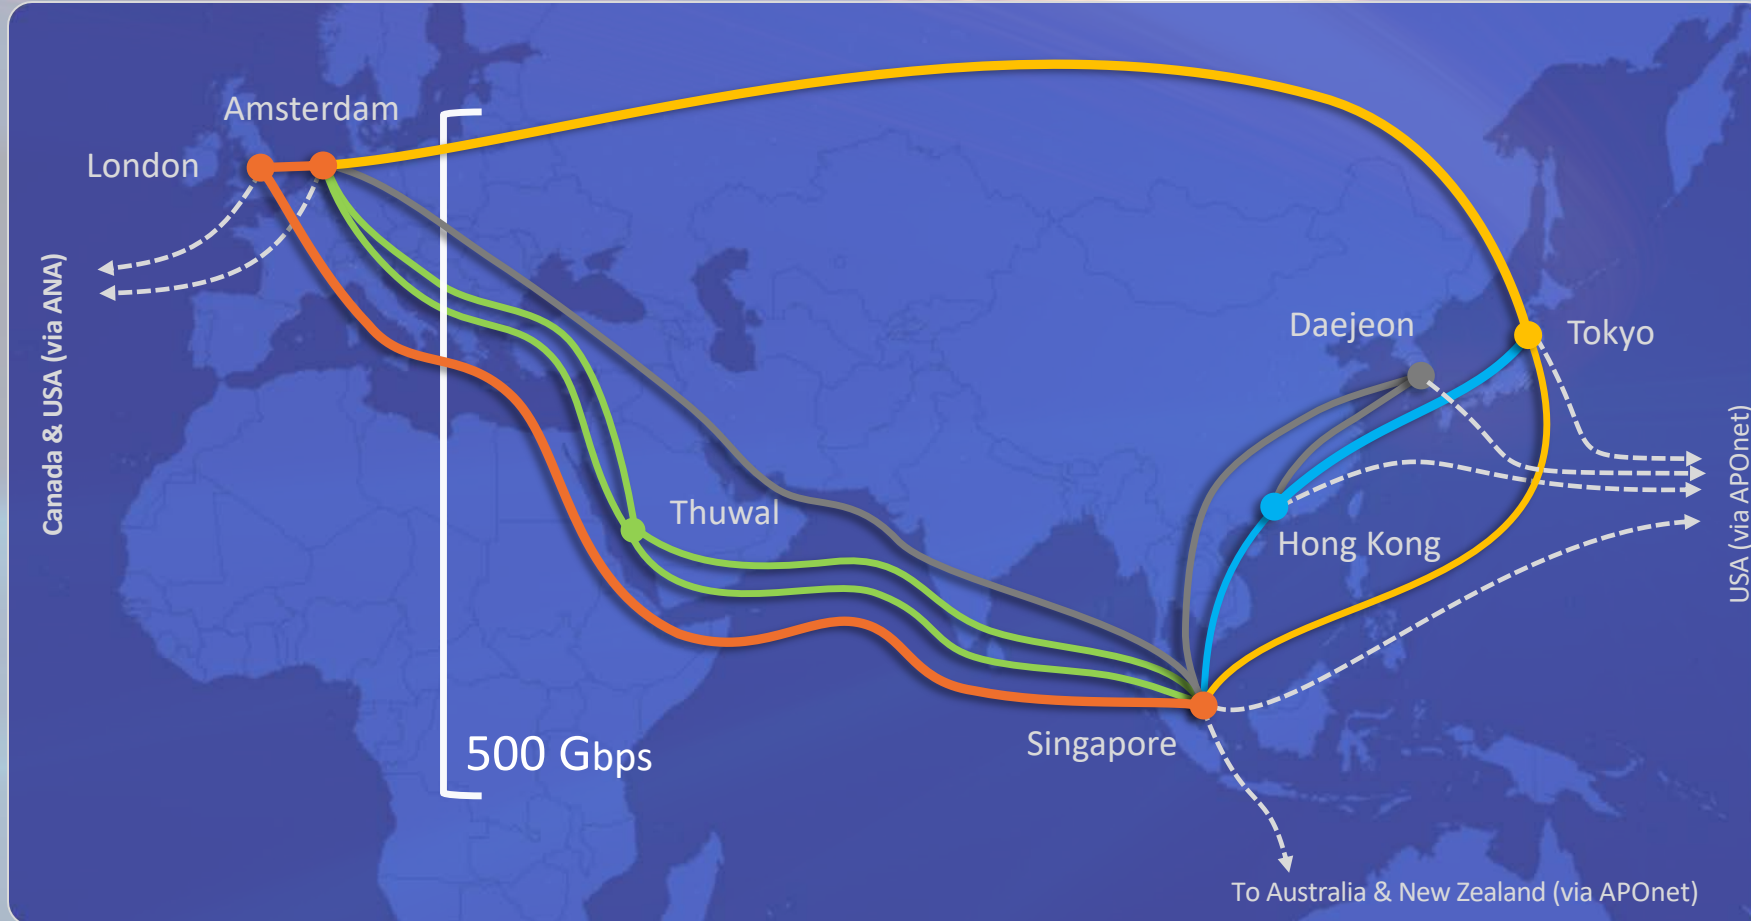 Amsterdam
London
Canada & USA (via ANA)
Daejeon
Tokyo
Thuwal
Hong Kong
USA (via APOnet)
500 Gbps
Singapore
To Australia & New Zealand (via APOnet)